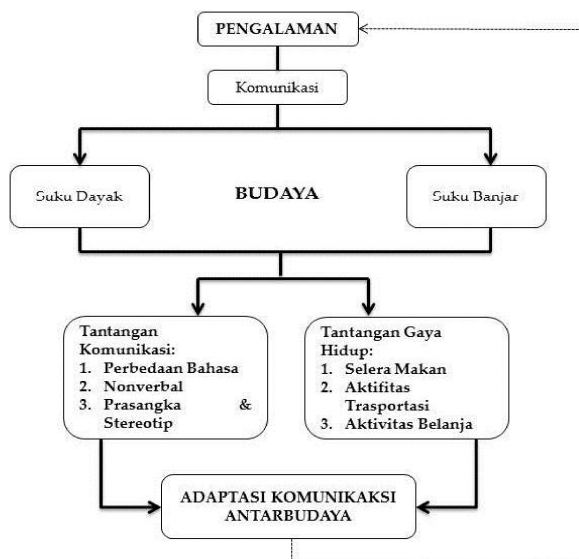 PENGALAMAN
Komunikasi
Suku Dayak
BUDAYA
Suku Banjar
Tantangan
Komunikasi:
1. Perbedaan Bahasa
2. Nonverbal
3. Prasangka &
Stereotip
Tantangan Gaya
Hidup:
1. Selera Makan
2. Aktifitas
Trasportasi
3. Aktivitas Belanja
ADAPTASI KOMUNIKAKSI
ANTARBUDAYA